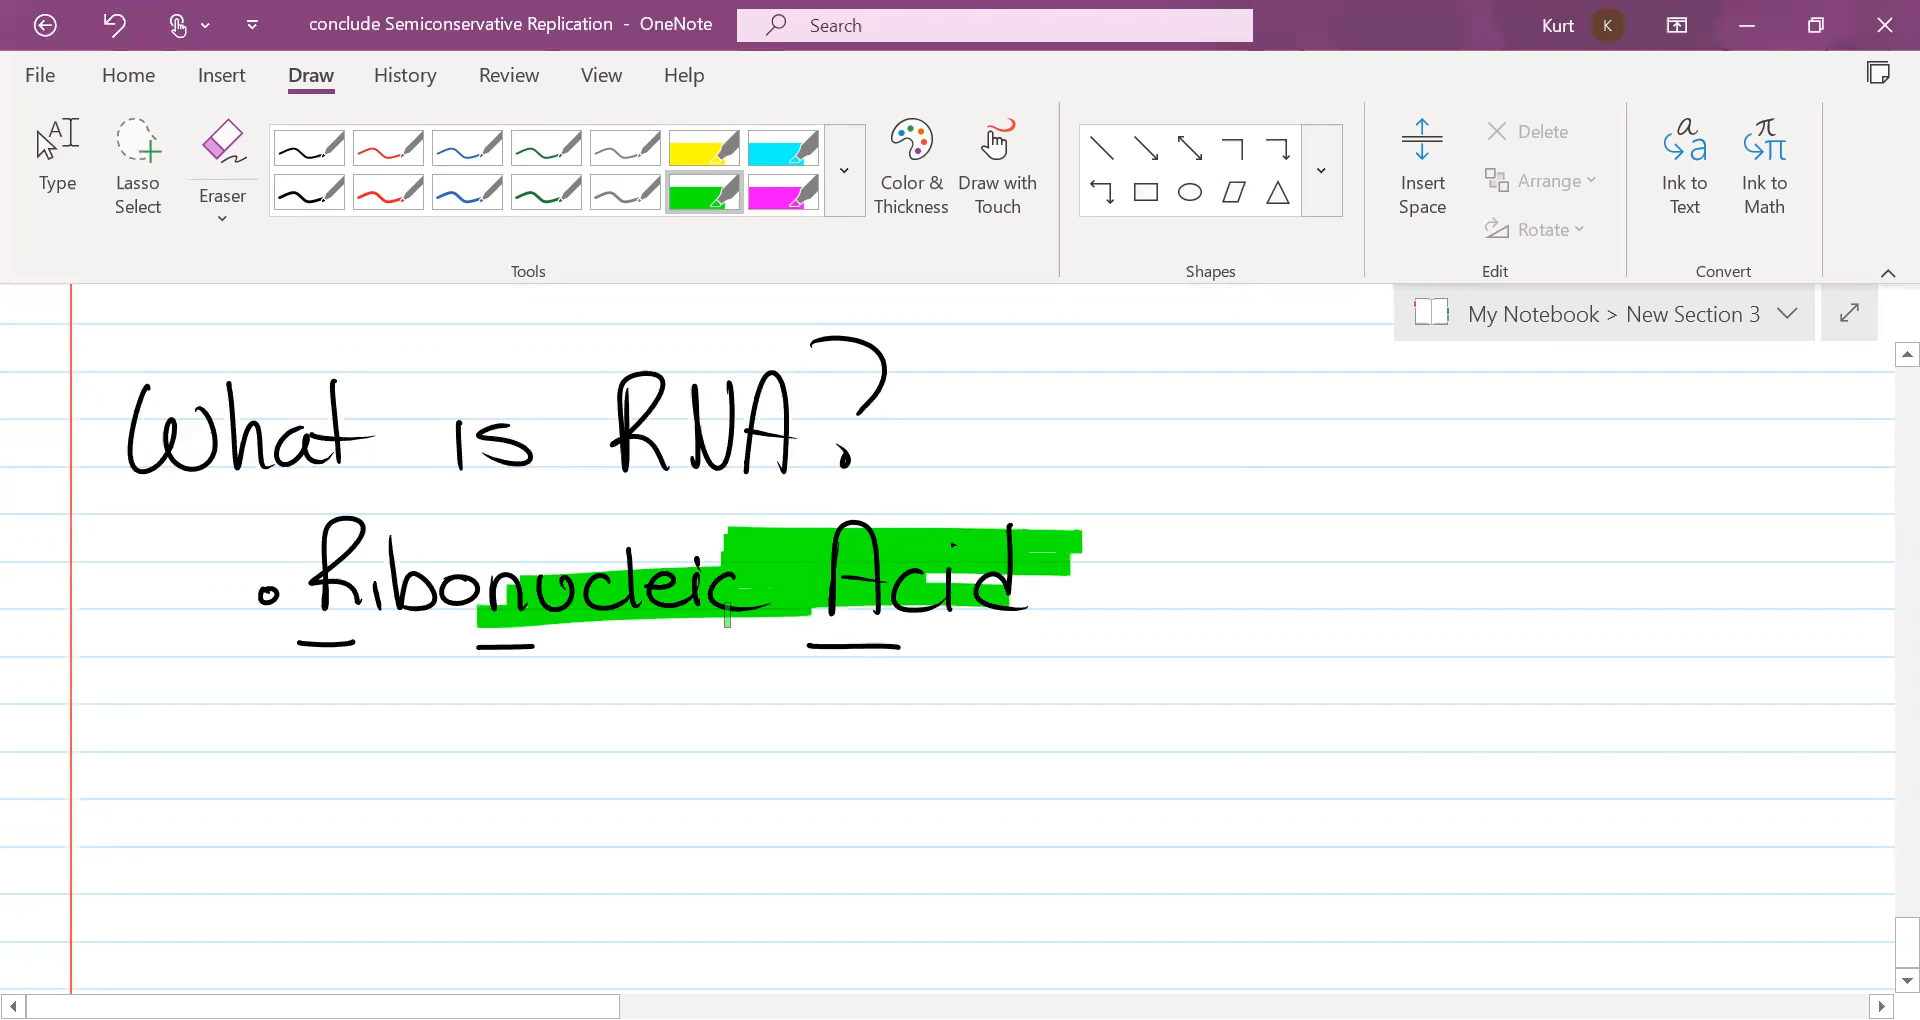 conclude Semiconservative Replication - OneNote
Search
Kurt K
File Home Insert Draw History Review View Help
Type
Lasso Select
Eraser
Color & Thickness
Draw with Touch
Insert Space
Delete
Arrange
Rotate
Ink to Text
Ink to Math
Tools
Shapes
Edit
Convert
My Notebook > New Section 3
What is RNA?
Ribonucleic Acid